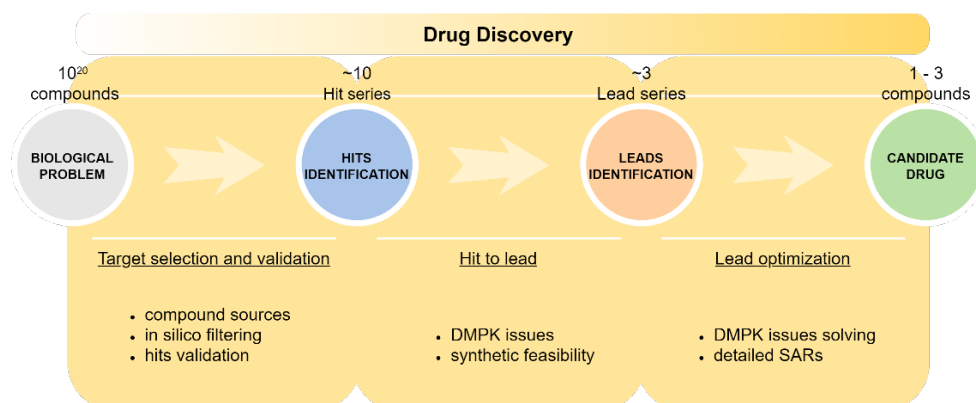 Drug Discovery
10²⁰
compounds
~10
Hit series
~3
Lead series
1 - 3
compounds
BIOLOGICAL
PROBLEM
HITS
IDENTIFICATION
LEADS
IDENTIFICATION
CANDIDATE
DRUG
Target selection and validation
• compound sources
• in silico filtering
• hits validation
Hit to lead
• DMPK issues
• synthetic feasibility
Lead optimization
• DMPK issues solving
• detailed SARs